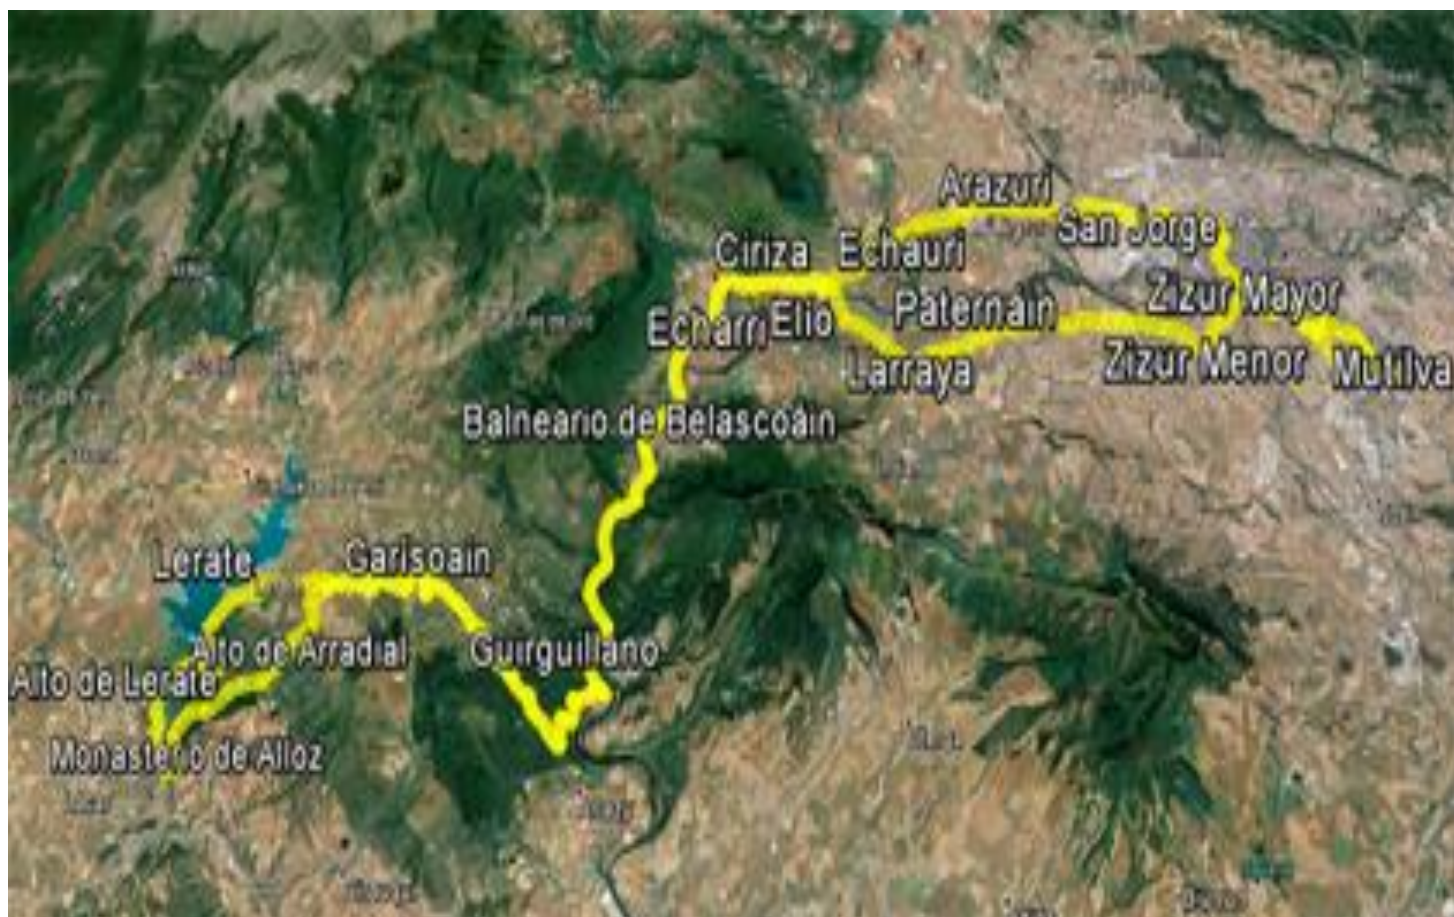 Arazuri
San Jorge
Ciriza
Echauri
Zizur Mayor
Paternain
Echarri
Elio
Larraya
Zizur Menor
Mutilva
Balneario de Belascoáin
Lerate
Garisoain
Alto de Arradial
Guirguillano
Alto de Lerate
Monasterio de Alloz